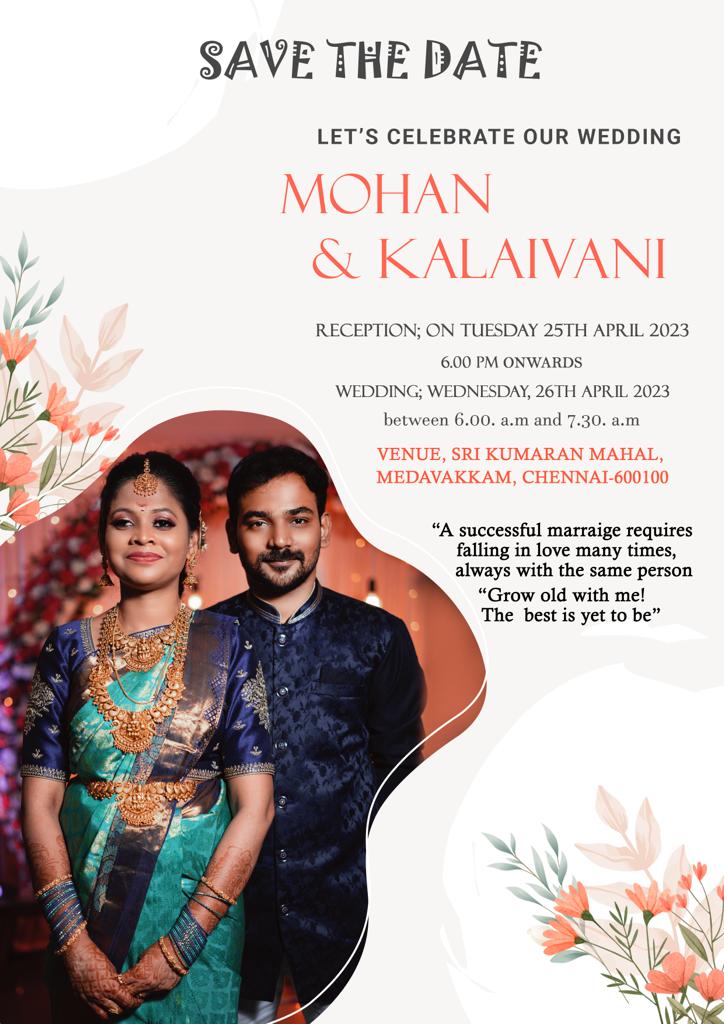 SAVE THE DATE
LET'S CELEBRATE OUR WEDDING
MOHAN
& KALAIVANI
RECEPTION; ON TUESDAY 25TH APRIL 2023
6.00 PM ONWARDS
WEDDING; WEDNESDAY, 26TH APRIL 2023
between 6.00. a.m and 7.30. a.m
VENUE, SRI KUMARAN MAHAL,
MEDAVAKKAM, CHENNAI-600100
“A successful marraige requires
falling in love many times,
always with the same person
“Grow old with me!
The best is yet to be”